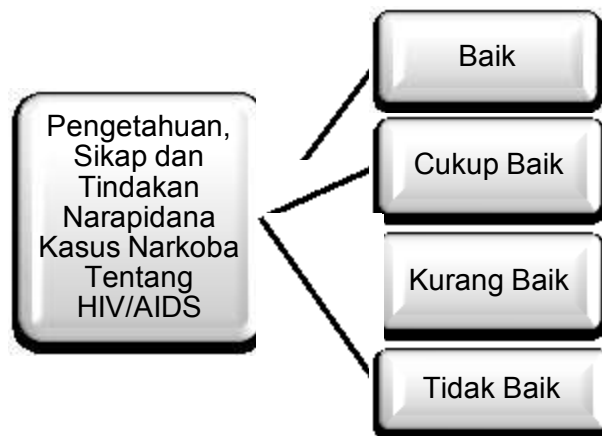 Pengetahuan,
Sikap dan
Tindakan
Narapidana
Kasus Narkoba
Tentang
HIV/AIDS
Baik
Cukup Baik
Kurang Baik
Tidak Baik